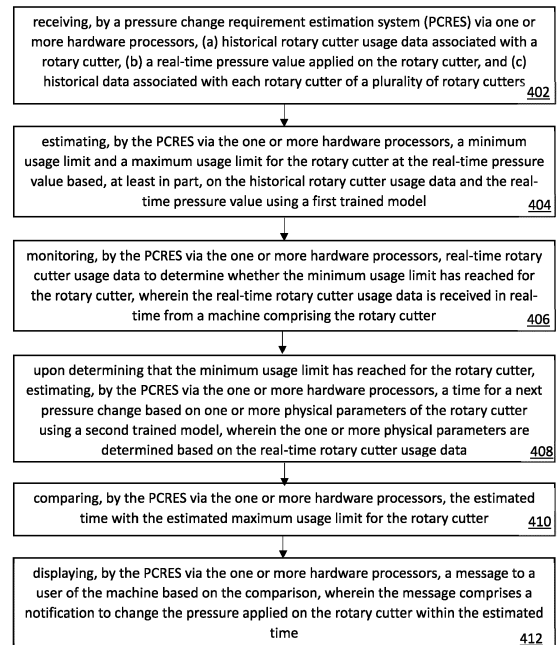 receiving, by a pressure change requirement estimation system (PCRES) via one or
more hardware processors, (a) historical rotary cutter usage data associated with a
rotary cutter, (b) a real-time pressure value applied on the rotary cutter, and (c)
historical data associated with each rotary cutter of a plurality of rotary cutters
402
estimating, by the PCRES via the one or more hardware processors, a minimum
usage limit and a maximum usage limit for the rotary cutter at the real-time pressure
value based, at least in part, on the historical rotary cutter usage data and the real-
time pressure value using a first trained model
404
monitoring, by the PCRES via the one or more hardware processors, real-time rotary
cutter usage data to determine whether the minimum usage limit has reached for
the rotary cutter, wherein the real-time rotary cutter usage data is received in real-
time from a machine comprising the rotary cutter
406
upon determining that the minimum usage limit has reached for the rotary cutter,
estimating, by the PCRES via the one or more hardware processors, a time for a next
pressure change based on one or more physical parameters of the rotary cutter
using a second trained model, wherein the one or more physical parameters are
determined based on the real-time rotary cutter usage data
408
comparing, by the PCRES via the one or more hardware processors, the estimated
time with the estimated maximum usage limit for the rotary cutter
410
displaying, by the PCRES via the one or more hardware processors, a message to a
user of the machine based on the comparison, wherein the message comprises a
notification to change the pressure applied on the rotary cutter within the estimated
time
412